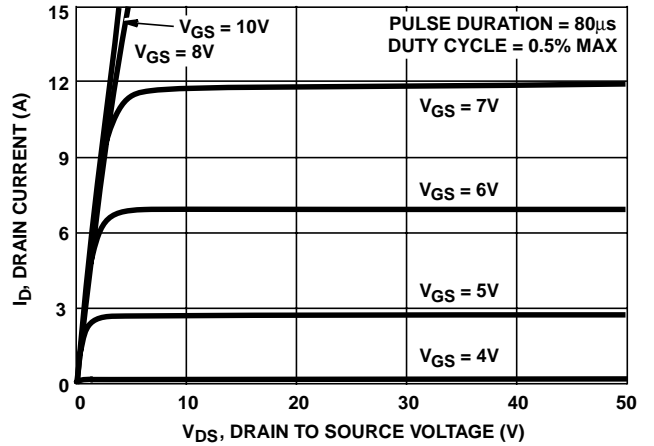 15
12
9
6
3
0
I_D, DRAIN CURRENT (A)
V_GS = 10V
V_GS = 8V
PULSE DURATION = 80µs
DUTY CYCLE = 0.5% MAX
V_GS = 7V
V_GS = 6V
V_GS = 5V
V_GS = 4V
0 10 20 30 40 50
V_DS, DRAIN TO SOURCE VOLTAGE (V)